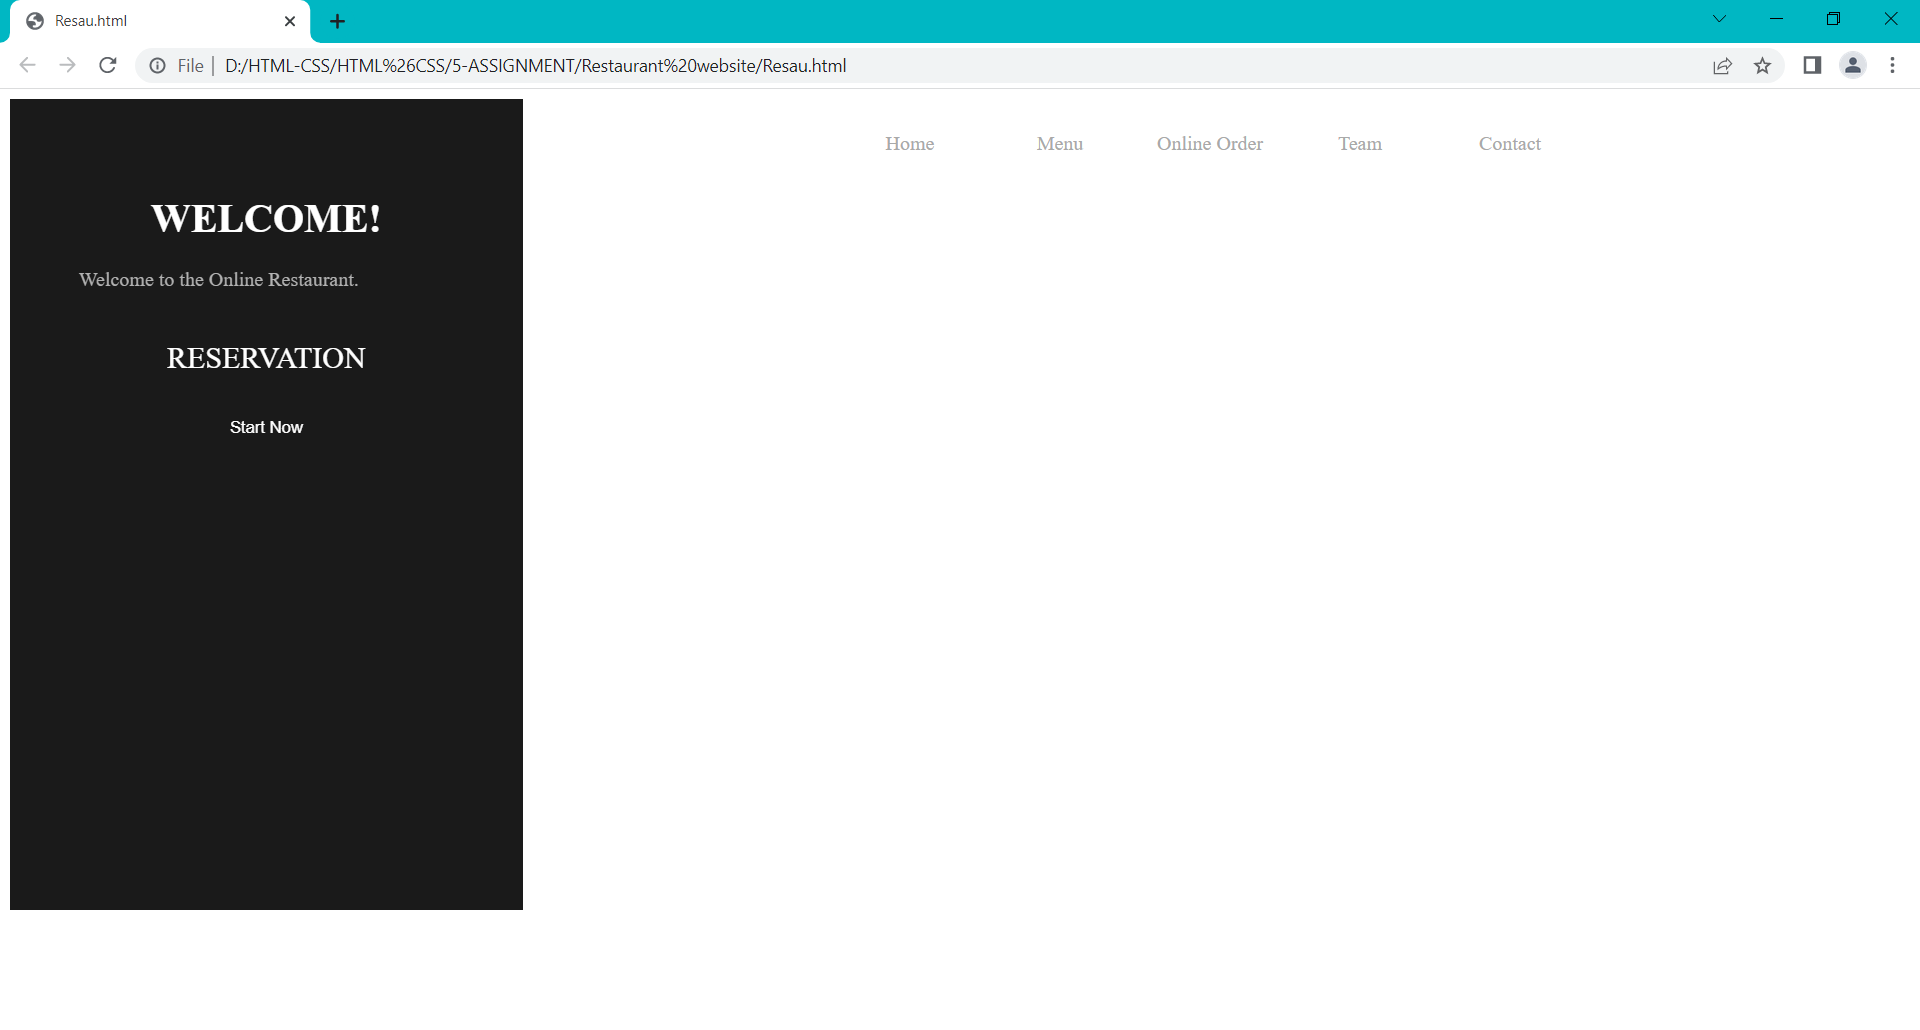 Resau.html
File | D:/HTML-CSS/HTML%26CSS/5-ASSIGNMENT/Restaurant%20website/Resau.html
Home Menu Online Order Team Contact
WELCOME!
Welcome to the Online Restaurant.
RESERVATION
Start Now